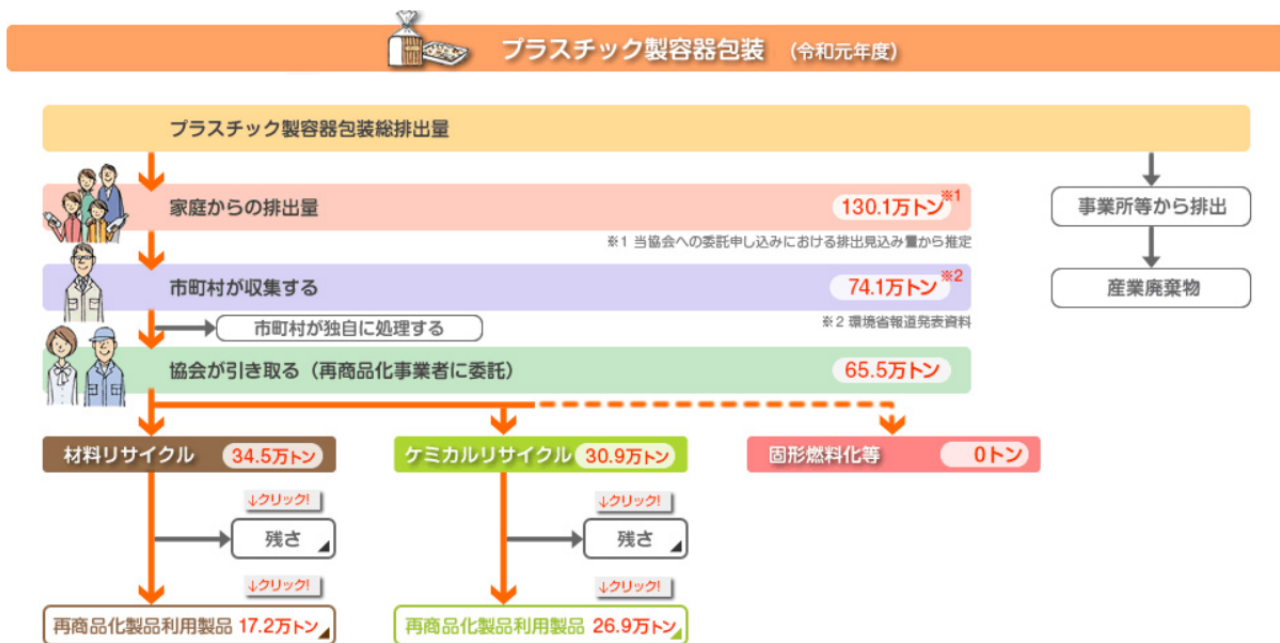 プラスチック製容器包装 (令和元年度)
プラスチック製容器包装総排出量
家庭からの排出量 130.1万トン※1
事業所等から排出
※1 当協会への委託申し込みにおける排出見込み量から推定
市町村が収集する 74.1万トン※2
産業廃棄物
※2 環境省報道発表資料
市町村が独自に処理する
協会が引き取る（再商品化事業者に委託） 65.5万トン
材料リサイクル 34.5万トン
ケミカルリサイクル 30.9万トン
固形燃料化等 0トン
↓クリック!
↓クリック!
残さ
残さ
↓クリック!
↓クリック!
再商品化製品利用製品 17.2万トン
再商品化製品利用製品 26.9万トン